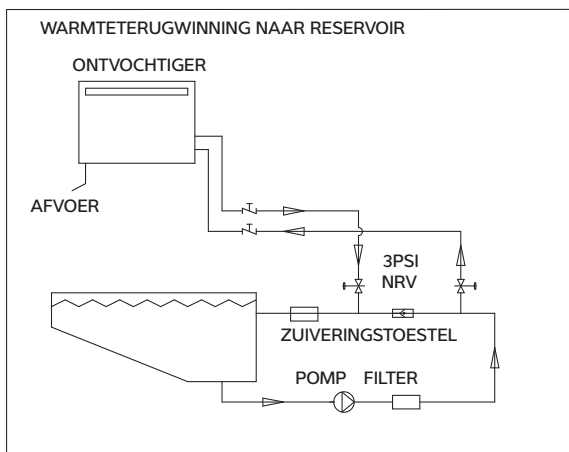 WARMTETERUGWINNING NAAR RESERVOIR
ONTVOCHTIGER
AFVOER
3PSI
NRV
ZUIVERINGSTOESTEL
POMP FILTER